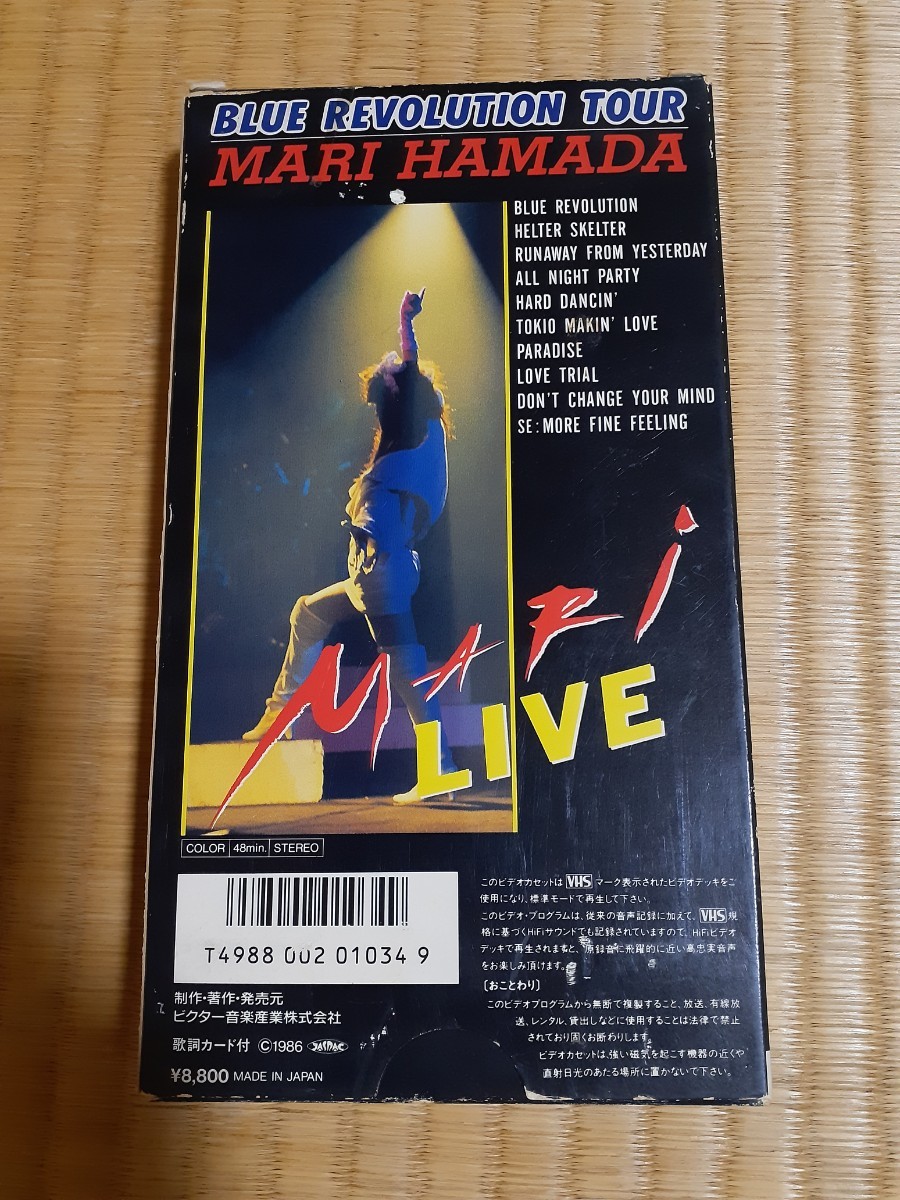 BLUE REVOLUTION TOUR
MARI HAMADA
BLUE REVOLUTION
HELTER SKELTER
RUNAWAY FROM YESTERDAY
ALL NIGHT PARTY
HARD DANCIN'
TOKIO MAKIN' LOVE
PARADISE
LOVE TRIAL
DON'T CHANGE YOUR MIND
SE: MORE FINE FEELING
MARI
LIVE
COLOR 48min. STEREO
T4988 002 01034 9
制作・著作・発売元
ビクター音楽産業株式会社
歌詞カード付 ©1986 JASRAC
¥8,800 MADE IN JAPAN
このビデオカセットは VHS マーク表示されたビデオデッキをご
使用になり、標準モードで再生して下さい。
このビデオ・プログラムは、従来の音声記録に加えて、VHS規
格に基づくHiFiサウンドでも記録されていますので、HiFiビデオ
デッキで再生されますと、原録音に飛躍的に近い高忠実音声
をお楽しみ頂けます。
〔おことわり〕
このビデオプログラムから無断で複製すること、放送、有線放
送、レンタル、貸出しなどに使用することは法律で禁止
されており固くお断わりします。
ビデオカセットは、強い磁気を起こす機器の近くや
直射日光のあたる場所に置かないで下さい。